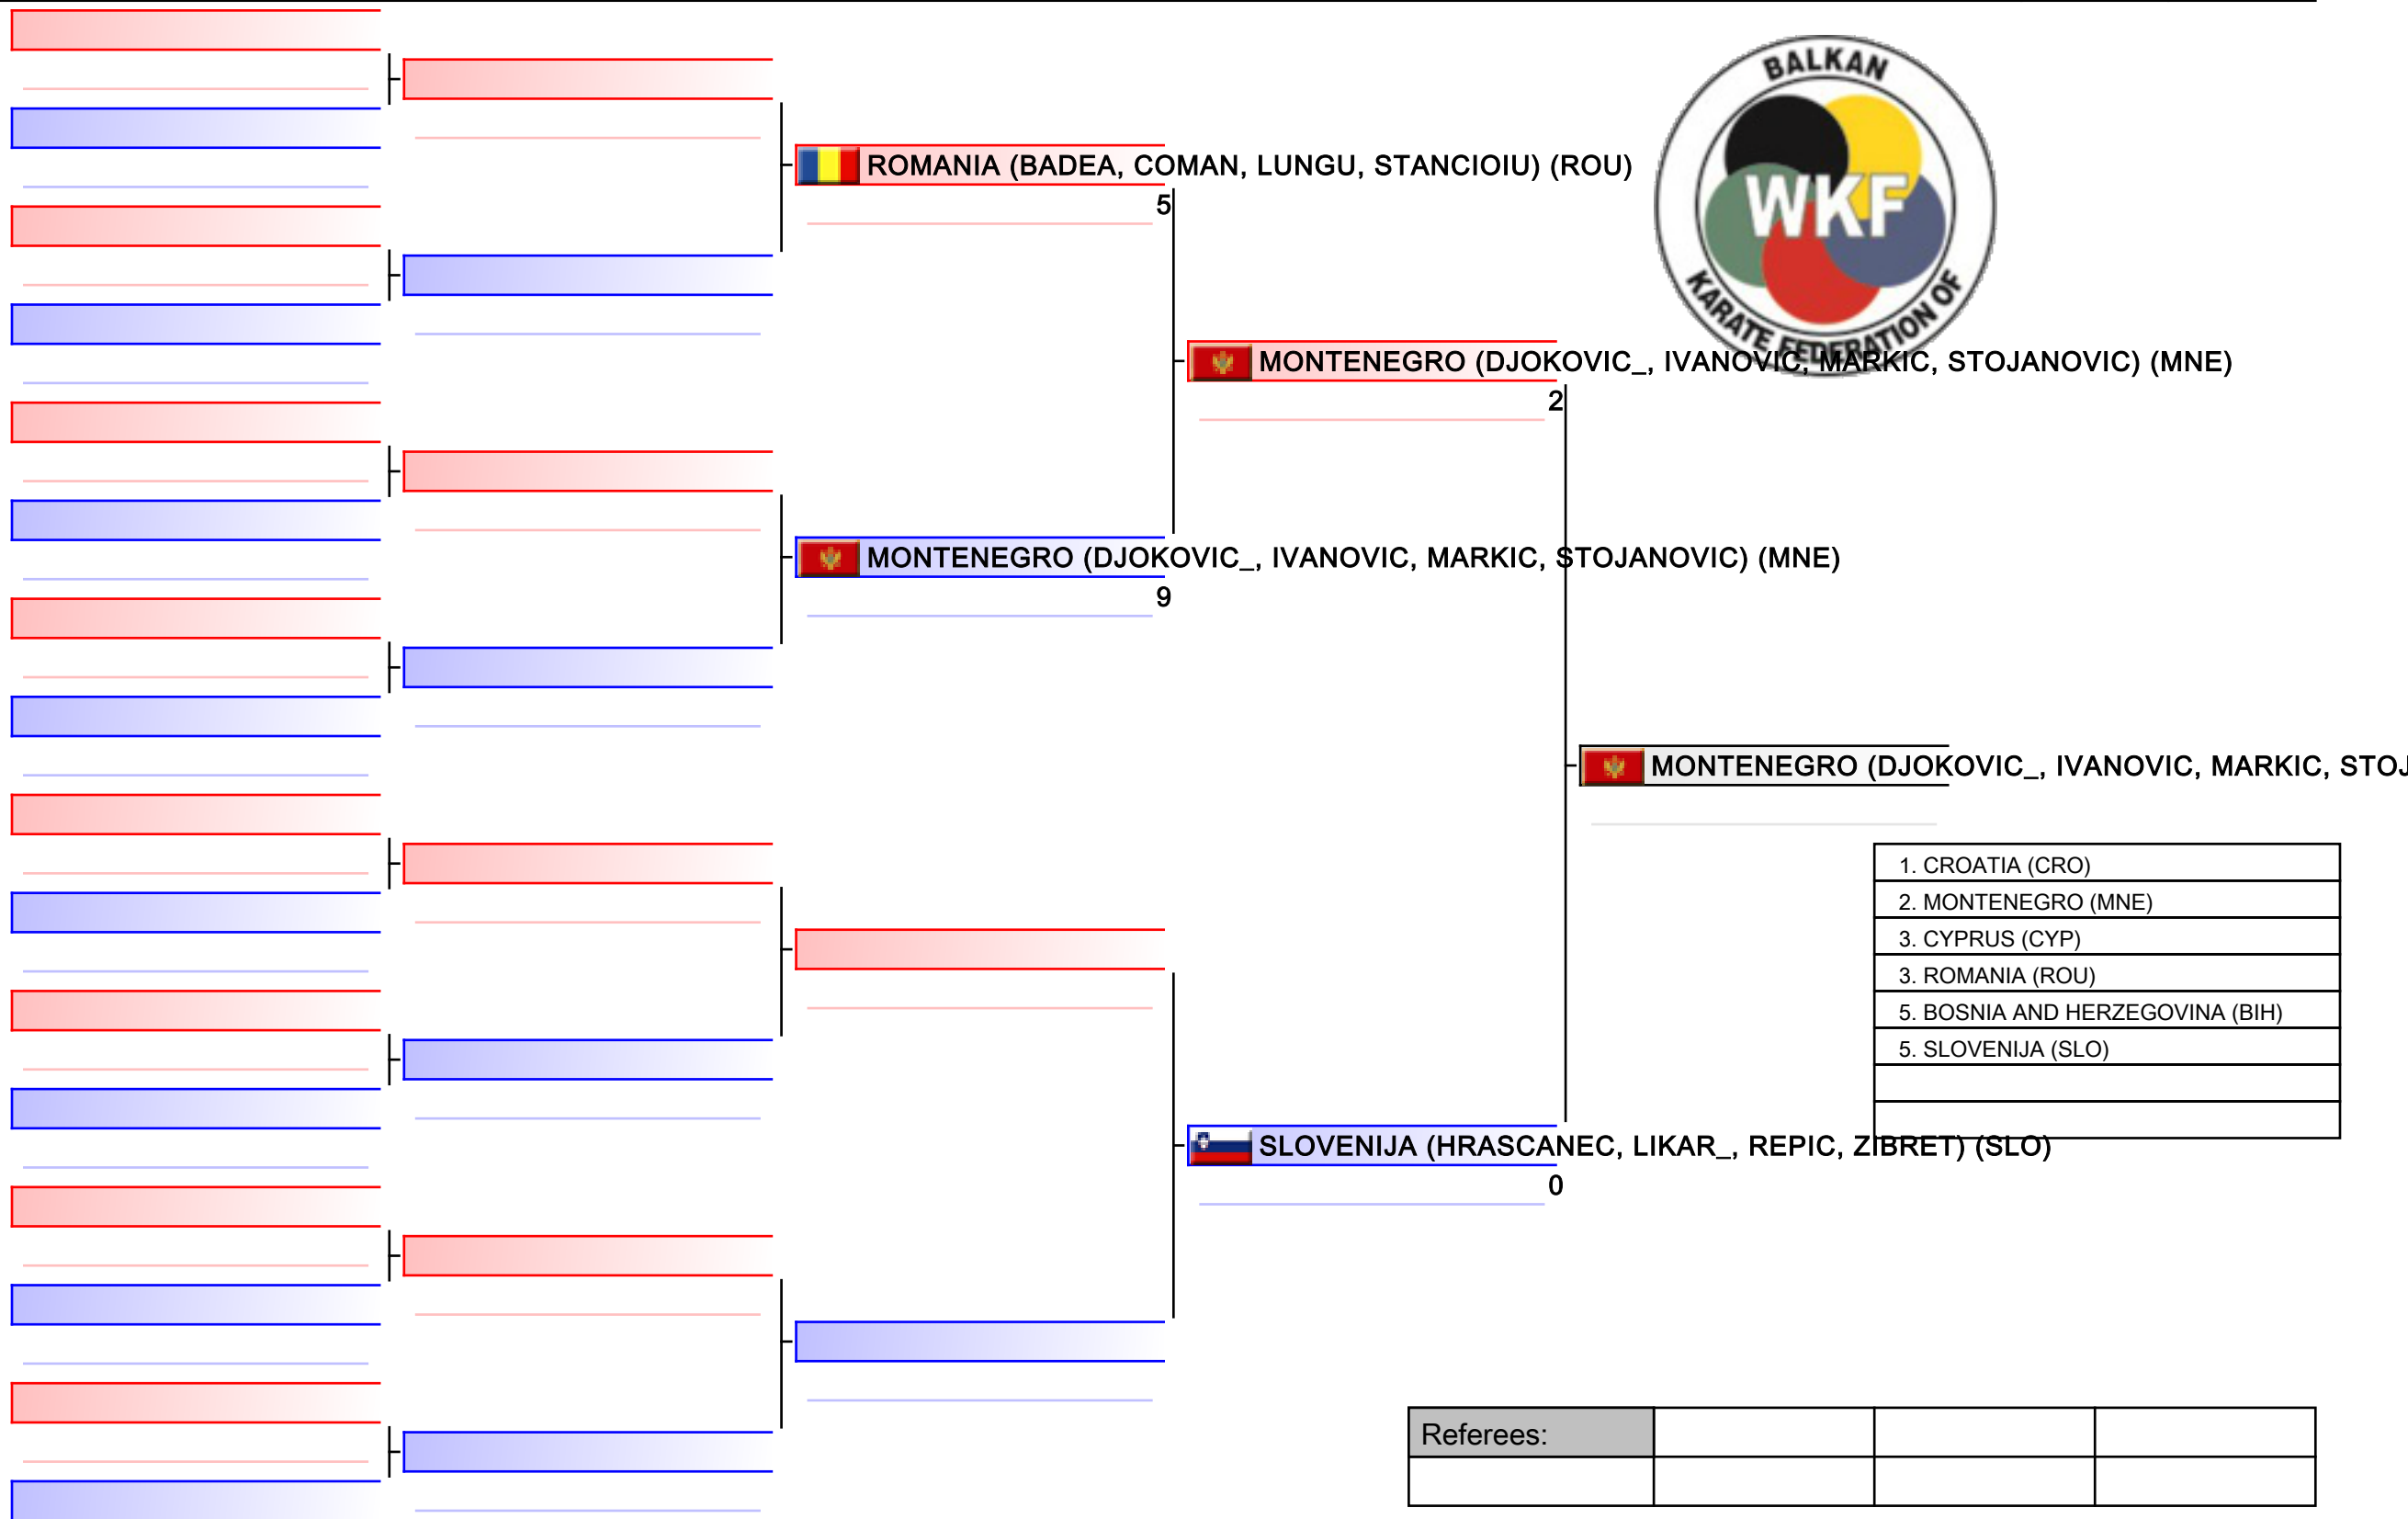 BALKAN
WKF
KARATE FEDERATION OF
ROMANIA (BADEA, COMAN, LUNGU, STANCIOIU) (ROU)
5
MONTENEGRO (DJOKOVIC_, IVANOVIC, MARKIC, STOJANOVIC) (MNE)
2
MONTENEGRO (DJOKOVIC_, IVANOVIC, MARKIC, STOJANOVIC) (MNE)
9
MONTENEGRO (DJOKOVIC_, IVANOVIC, MARKIC, STOJ
1. CROATIA (CRO)
2. MONTENEGRO (MNE)
3. CYPRUS (CYP)
3. ROMANIA (ROU)
5. BOSNIA AND HERZEGOVINA (BIH)
5. SLOVENIJA (SLO)
SLOVENIJA (HRASCANEC, LIKAR_, REPIC, ZIBRET) (SLO)
0
Referees: